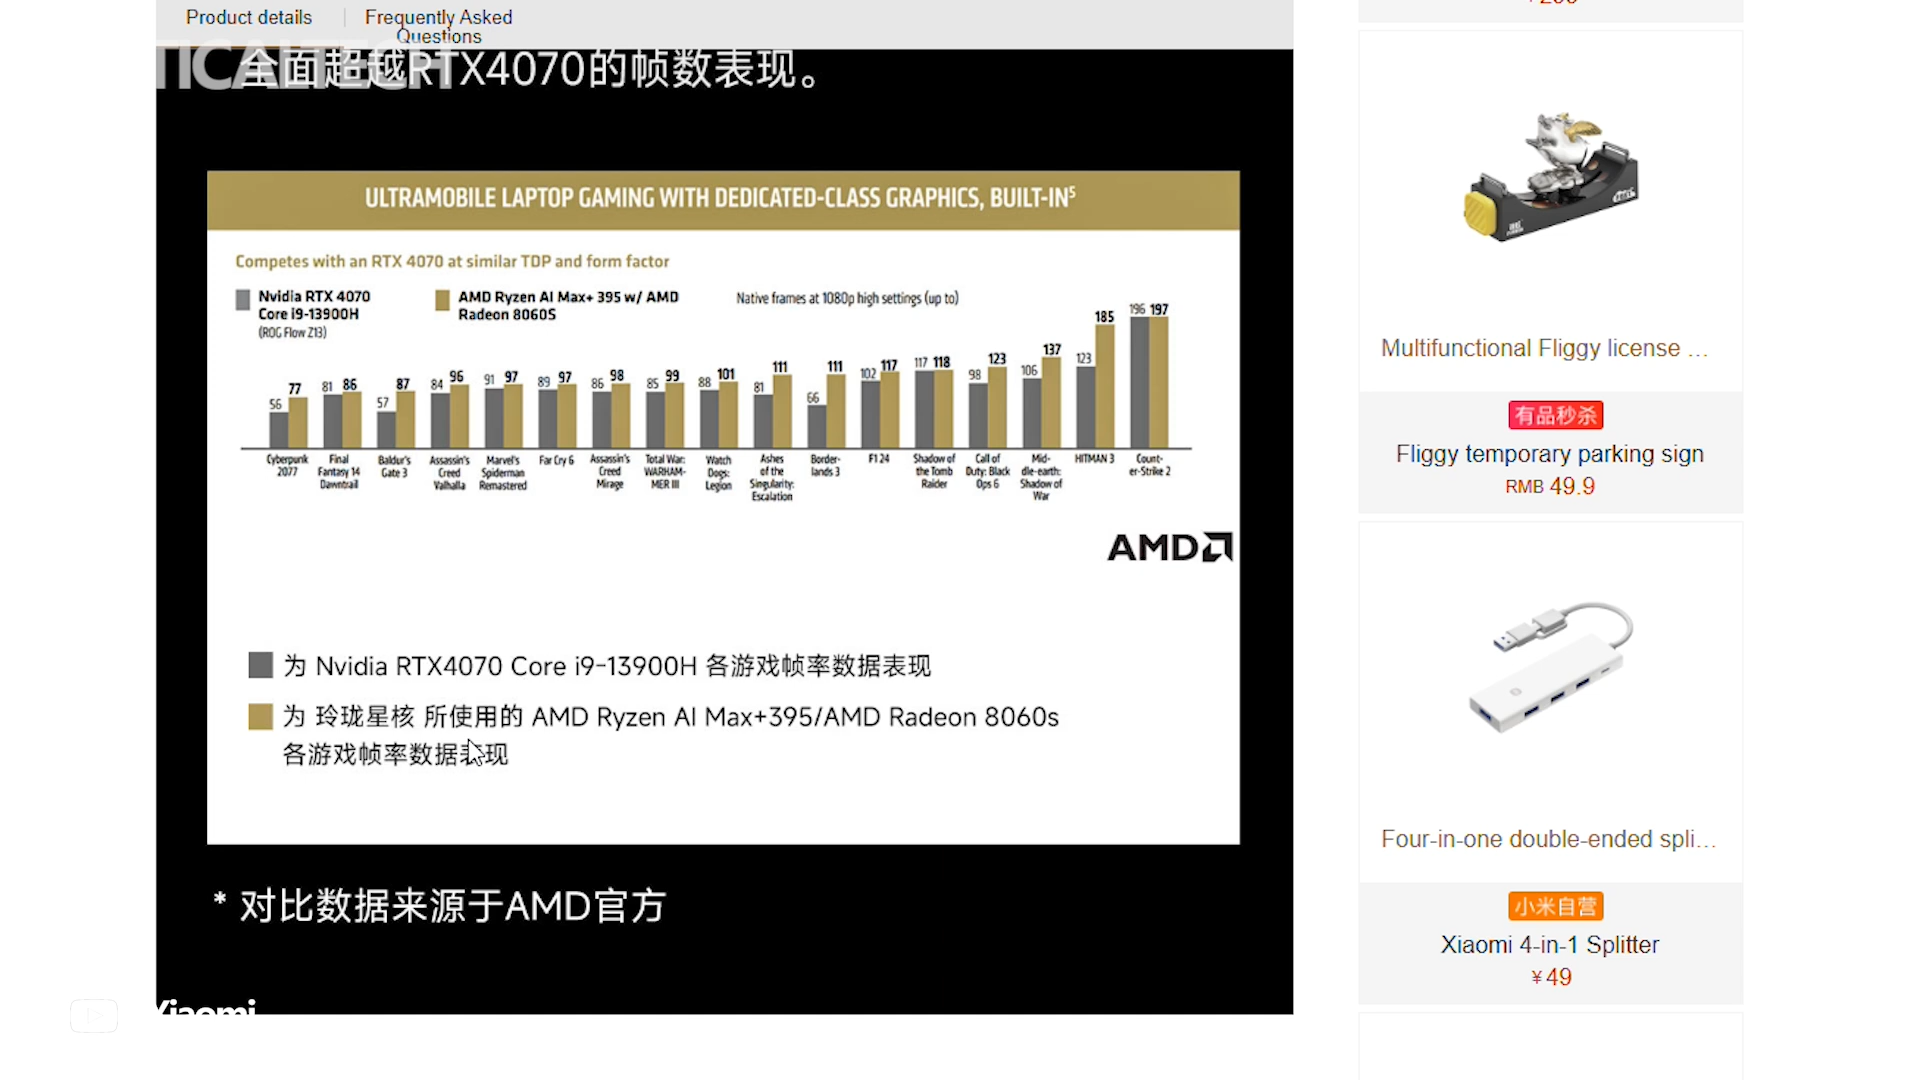 Product details
Frequently Asked
Questions
TICALTECH
全面超越RTX4070的帧数表现。
ULTRAMOBILE LAPTOP GAMING WITH DEDICATED-CLASS GRAPHICS, BUILT-IN5
Competes with an RTX 4070 at similar TDP and form factor
Nvidia RTX 4070
Core i9-13900H
(ROG Flow Z13)
AMD Ryzen AI Max+ 395 w/ AMD
Radeon 8060S
Native frames at 1080p high settings (up to)
56 77 81 86 57 87 84 96 91 97 89 97 86 98 85 99 88 101 81 111 66 111 102 117 117 118 98 123 106 137 123 185 196 197
Cyberpunk
2077
Final
Fantasy 14
Dawntrail
Baldur's
Gate 3
Assassin's
Creed
Valhalla
Marvel's
Spiderman
Remastered
Far Cry 6
Assassin's
Creed
Mirage
Total War:
WARHAM-
MER III
Watch
Dogs:
Legion
Ashes
of the
Singularity:
Escalation
Border-
lands 3
F1 24
Shadow of
the Tomb
Raider
Call of
Duty: Black
Ops 6
Mid-
dle-earth:
Shadow of
War
HITMAN 3
Count-
er-Strike 2
AMD
为 Nvidia RTX4070 Core i9-13900H 各游戏帧率数据表现
为 玲珑星核 所使用的 AMD Ryzen AI Max+395/AMD Radeon 8060s
各游戏帧率数据表现
* 对比数据来源于AMD官方
Xiaomi
Multifunctional Fliggy license ...
有品秒杀
Fliggy temporary parking sign
RMB 49.9
Four-in-one double-ended spli...
小米自营
Xiaomi 4-in-1 Splitter
¥49